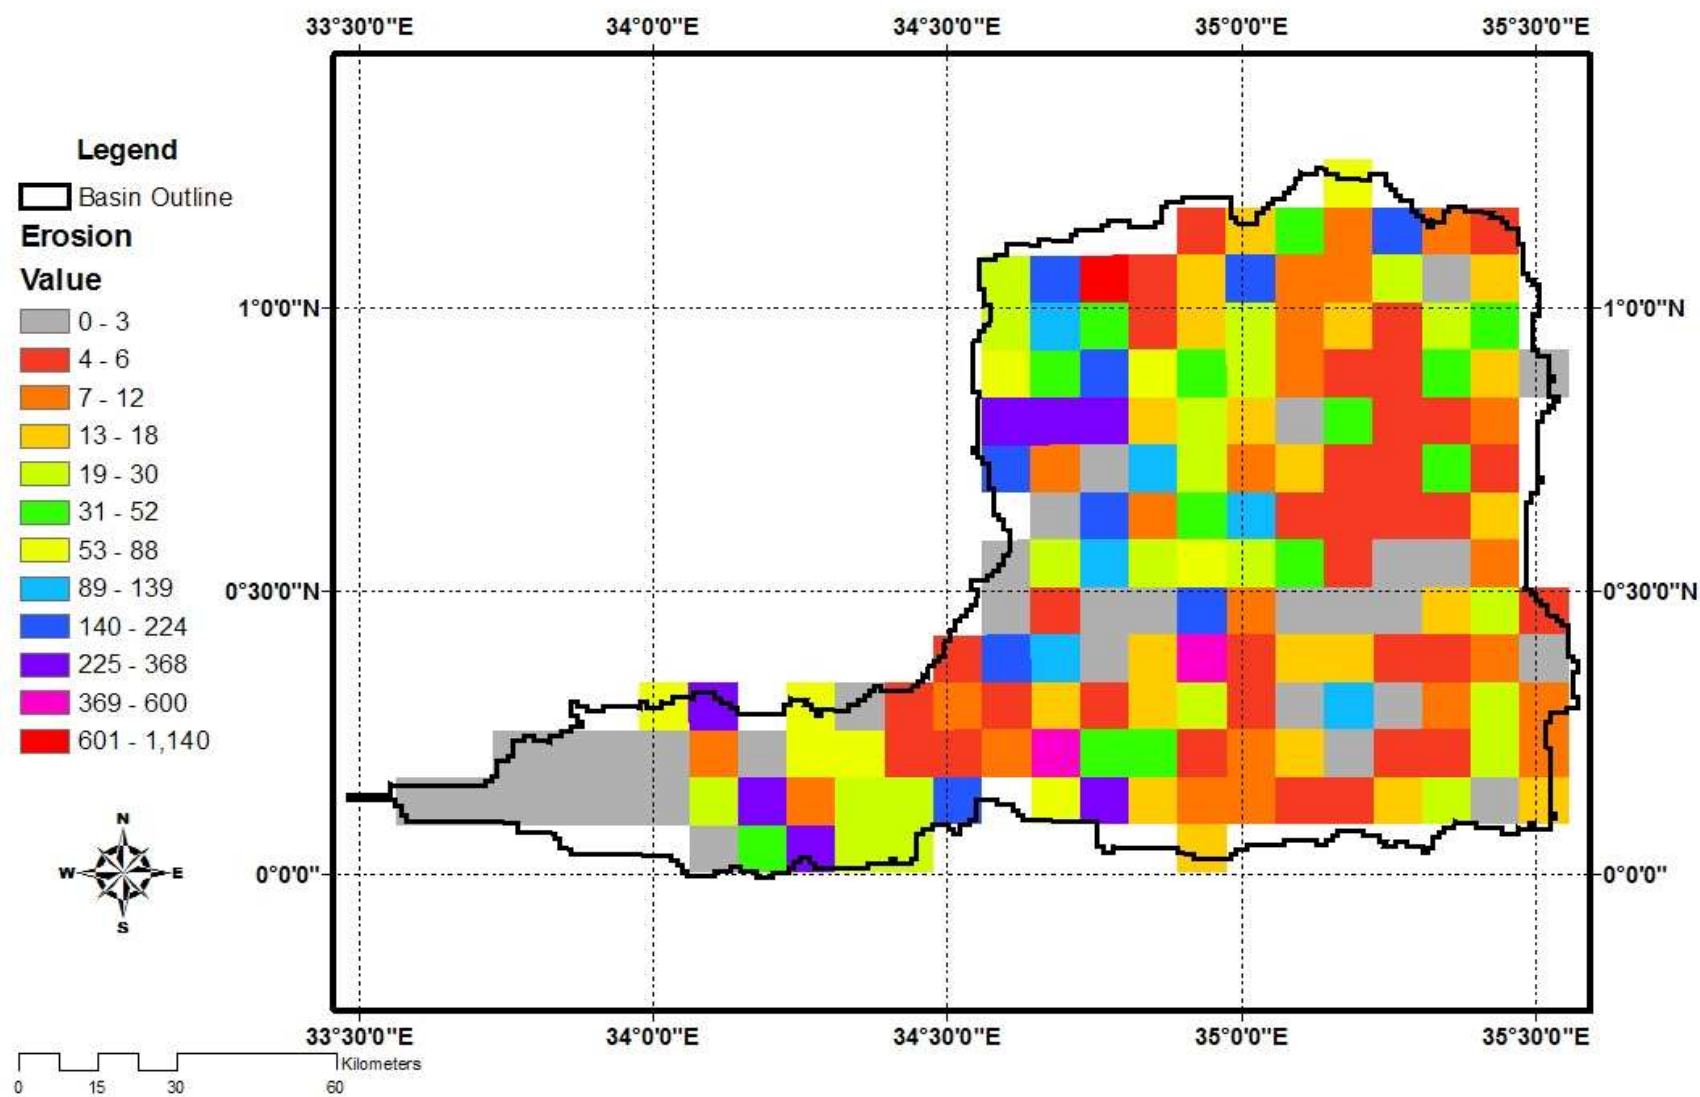 33°30'0"E 34°0'0"E 34°30'0"E 35°0'0"E 35°30'0"E
Legend
Basin Outline
Erosion
Value
0 - 3
4 - 6
7 - 12
13 - 18
19 - 30
31 - 52
53 - 88
89 - 139
140 - 224
225 - 368
369 - 600
601 - 1,140
1°0'0"N 1°0'0"N
0°30'0"N 0°30'0"N
0°0'0" 0°0'0"
N
W E
S
33°30'0"E 34°0'0"E 34°30'0"E 35°0'0"E 35°30'0"E
Kilometers
0 15 30 60